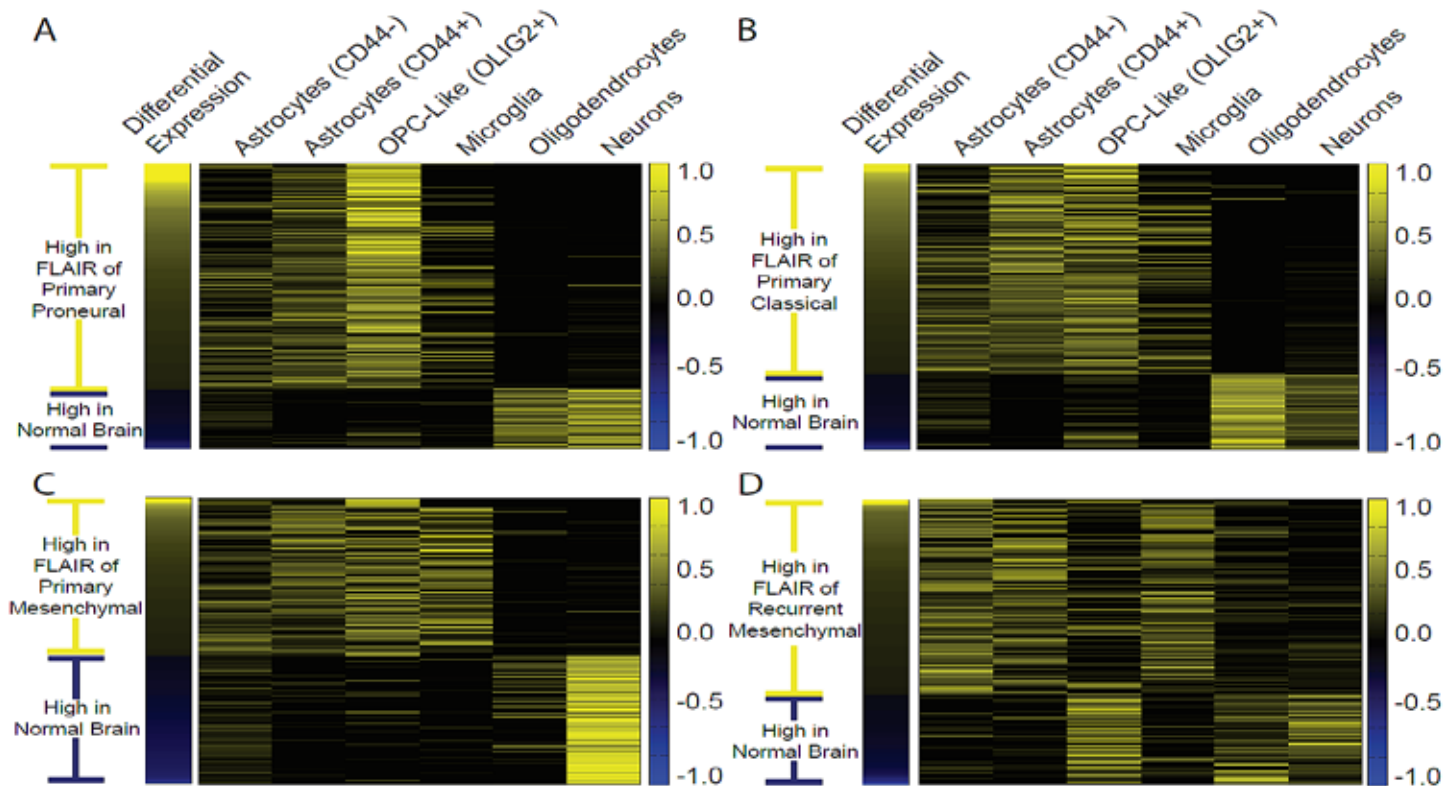 A
Differential
Expression
Astrocytes (CD44-)
Astrocytes (CD44+)
OPC-Like (OLIG2+)
Microglia
Oligodendrocytes
Neurons
High in
FLAIR of
Primary
Proneural
High in
Normal Brain
1.0
0.5
0.0
-0.5
-1.0
B
Differential
Expression
Astrocytes (CD44-)
Astrocytes (CD44+)
OPC-Like (OLIG2+)
Microglia
Oligodendrocytes
Neurons
High in
FLAIR of
Primary
Classical
High in
Normal Brain
1.0
0.5
0.0
-0.5
-1.0
C
High in
FLAIR of
Primary
Mesenchymal
High in
Normal Brain
1.0
0.5
0.0
-0.5
-1.0
D
High in
FLAIR of
Recurrent
Mesenchymal
High in
Normal Brain
1.0
0.5
0.0
-0.5
-1.0